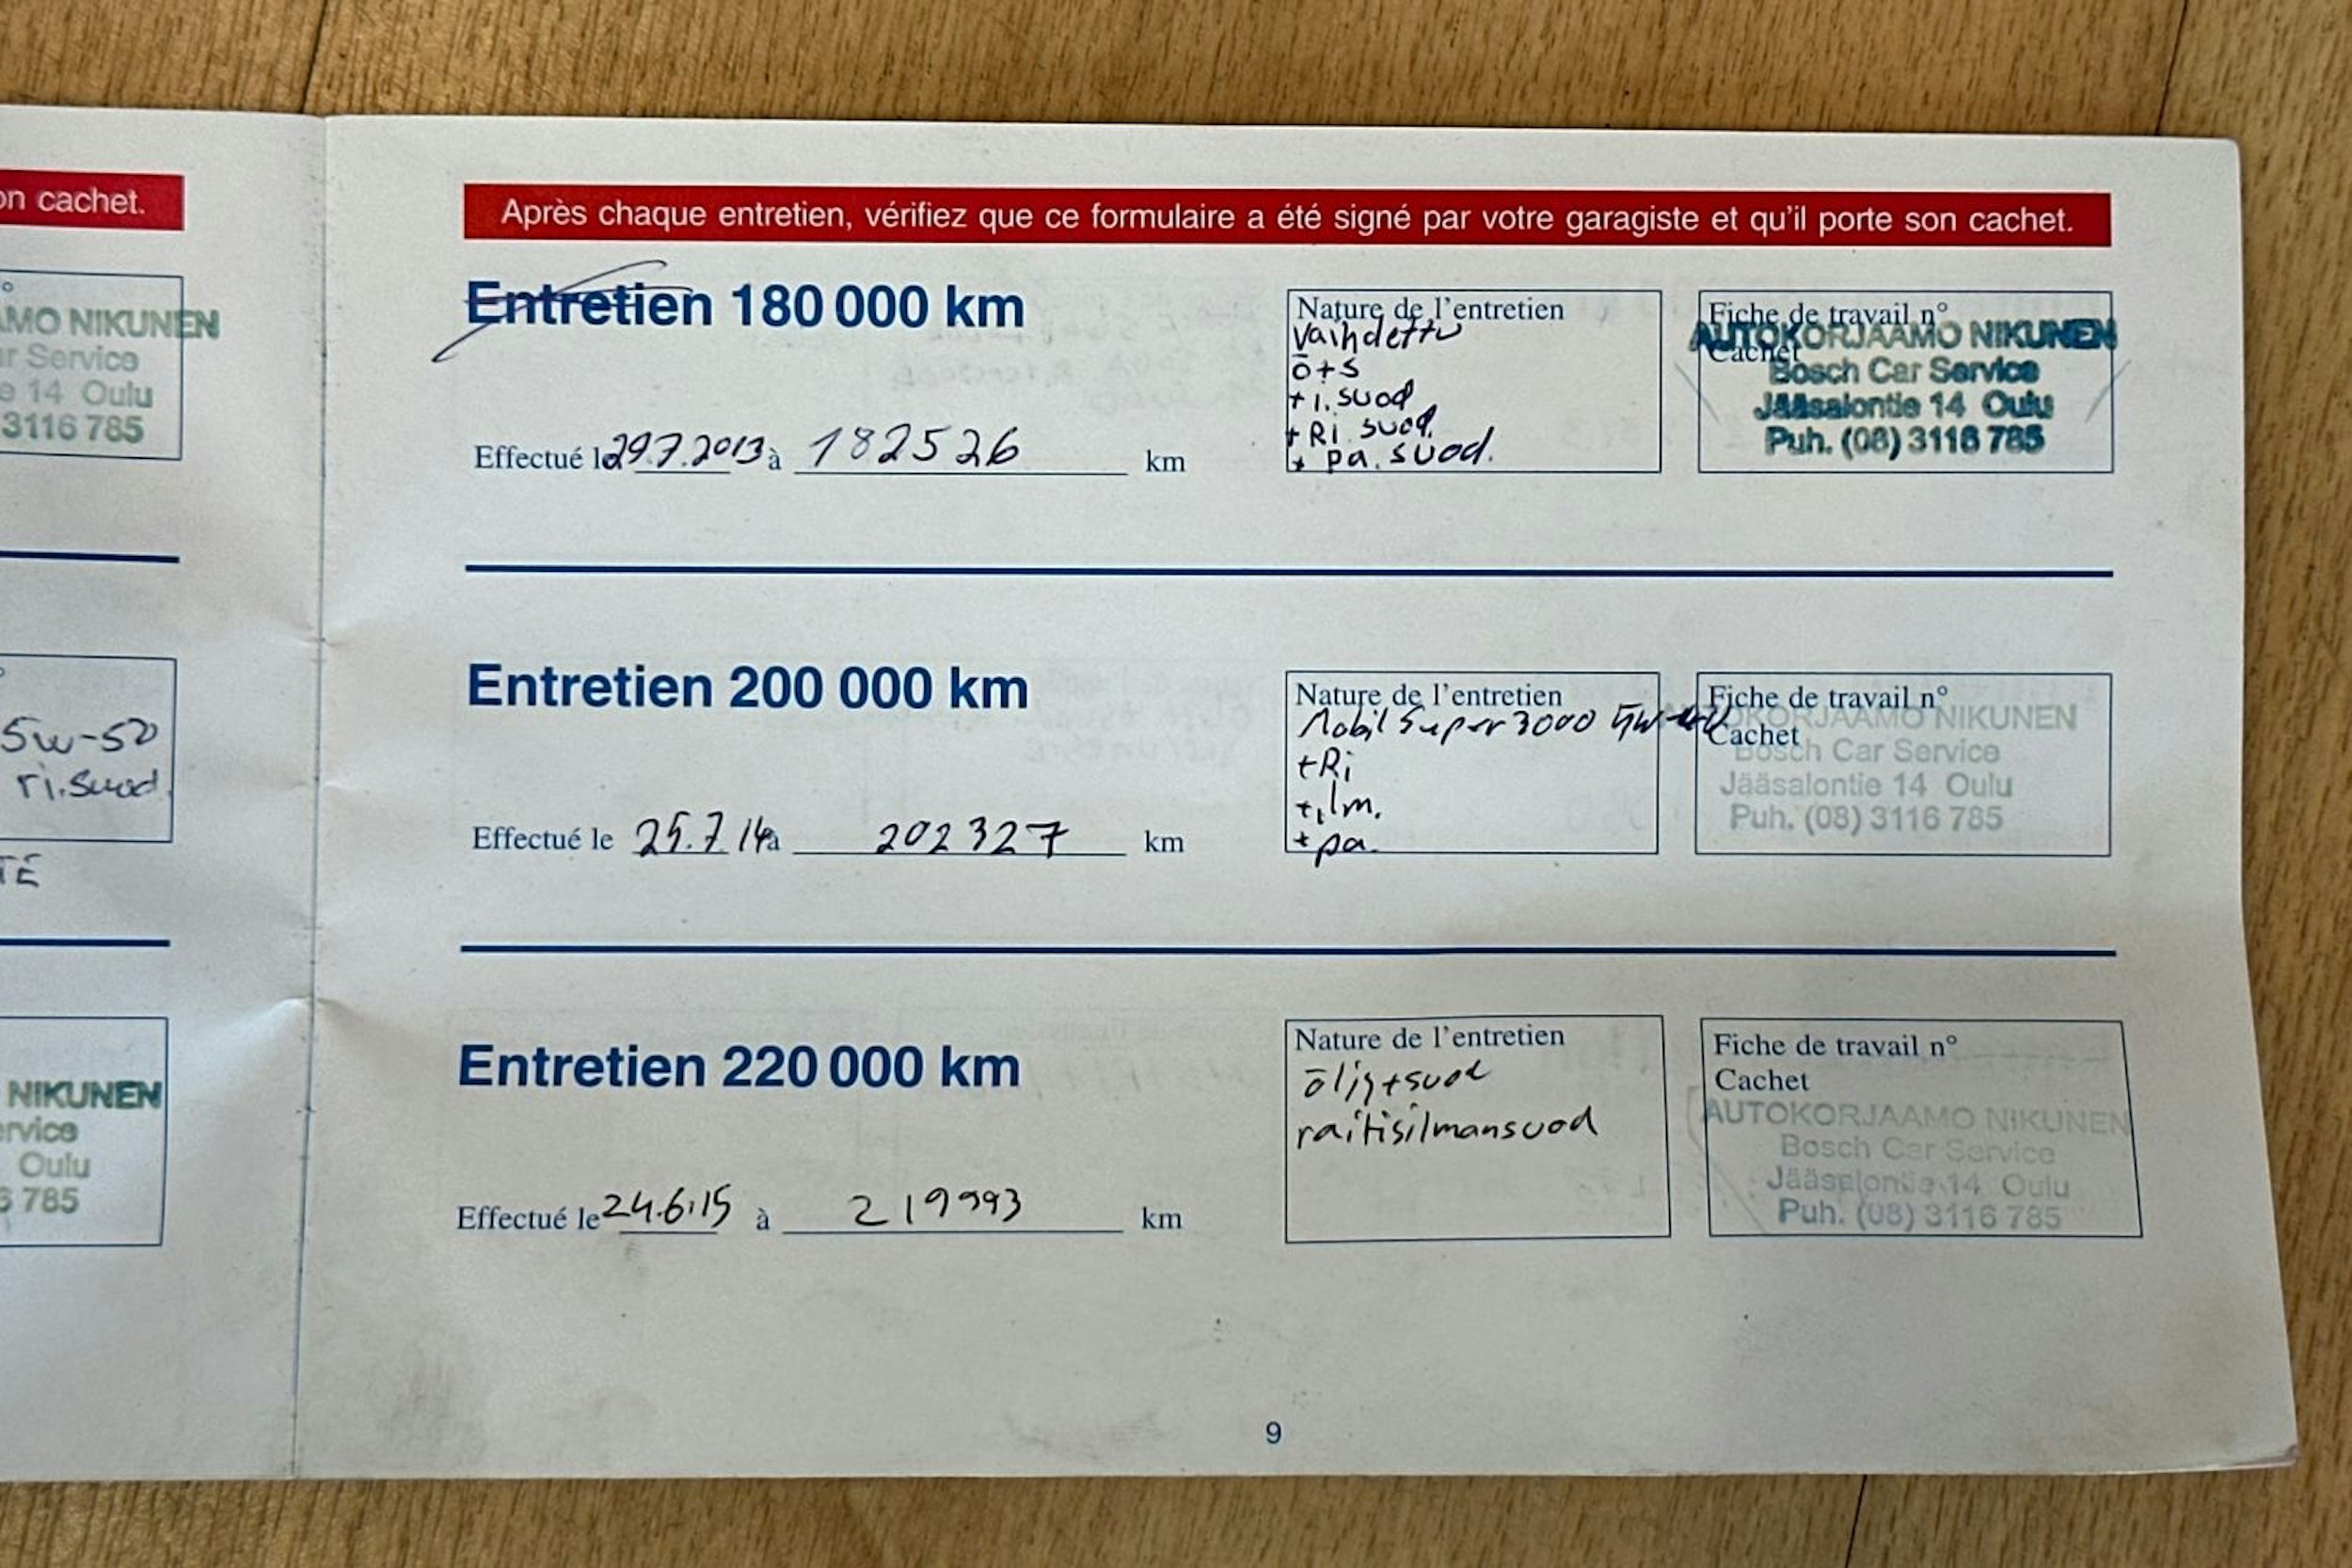 on cachet.
AMO NIKUNEN
r Service
e 14 Oulu
3116 785
5w-50
ri.suod.
TÉ
NIKUNEN
rvice
Oulu
6 785
Après chaque entretien, vérifiez que ce formulaire a été signé par votre garagiste et qu'il porte son cachet.
Entretien 180 000 km
Effectué le 29.7.2013 à 182526 km
Nature de l'entretien
Vaihdettu
ö+s
+ i. suod
+ Ri suod.
+ pa. suod.
Fiche de travail n°
Cachet
AUTOKORJAAMO NIKUNEN
Bosch Car Service
Jääsalontie 14 Oulu
Puh. (08) 3116 785
Entretien 200 000 km
Effectué le 25.7 14 à 202327 km
Nature de l'entretien
Mobil Super 3000
+Ri
+ilm.
+pa.
Fiche de travail n°
Cachet
AUTOKORJAAMO NIKUNEN
Bosch Car Service
Jääsalontie 14 Oulu
Puh. (08) 3116 785
Entretien 220 000 km
Effectué le 24.6.15 à 219993 km
Nature de l'entretien
öljy+suod
raitisilmansuod
Fiche de travail n°
Cachet
AUTOKORJAAMO NIKUNEN
Bosch Car Service
Jääsalontie 14 Oulu
Puh. (08) 3116 785
9